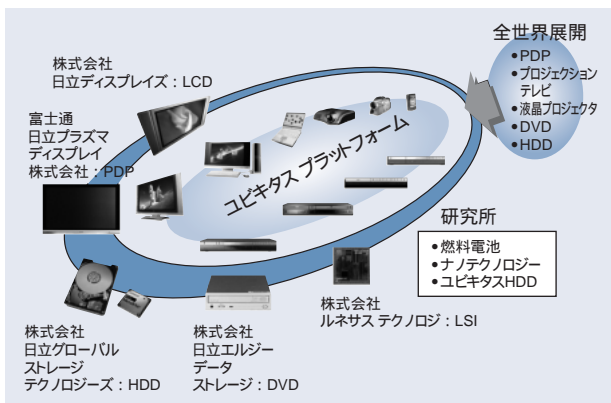 全世界展開
•PDP
•プロジェクション
テレビ
•液晶プロジェクタ
•DVD
•HDD
株式会社
日立ディスプレイズ：LCD
富士通
日立プラズマ
ディスプレイ
株式会社：PDP
ユビキタス プラットフォーム
研究所
•燃料電池
•ナノテクノロジー
•ユビキタスHDD
株式会社
ルネサス テクノロジ：LSI
株式会社
日立グローバル
ストレージ
テクノロジーズ：HDD
株式会社
日立エルジー
データ
ストレージ：DVD